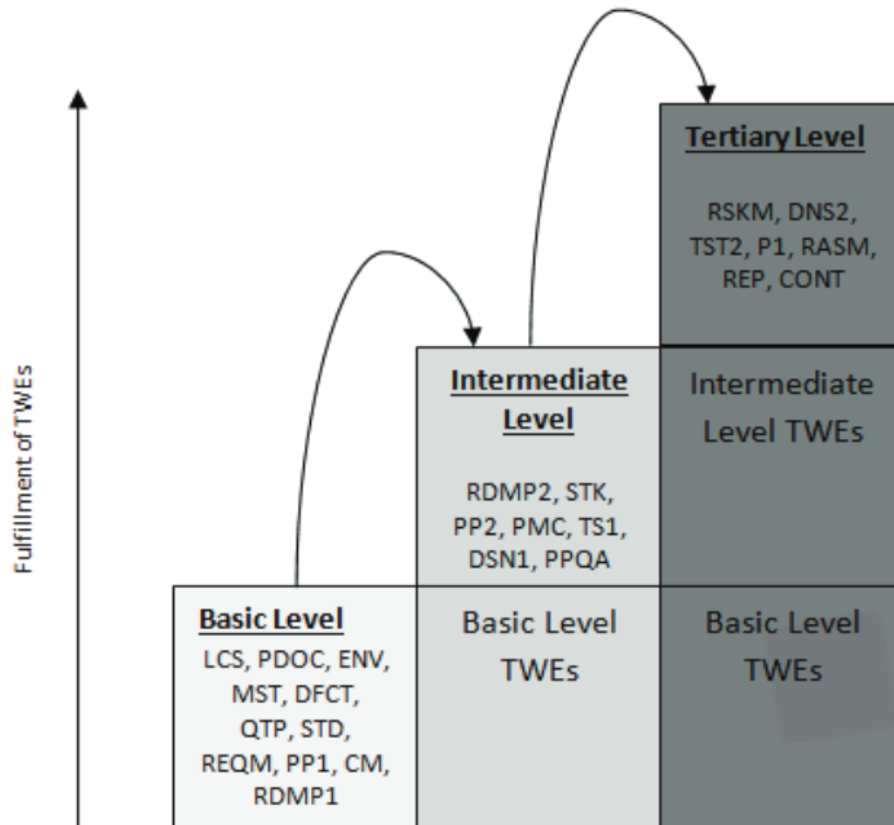 Fulfillment of TWEs
Tertiary Level
RSKM, DNS2,
TST2, P1, RASM,
REP, CONT
Intermediate
Level
RDMP2, STK,
PP2, PMC, TS1,
DSN1, PPQA
Intermediate
Level TWEs
Basic Level
LCS, PDOC, ENV,
MST, DFCT,
QTP, STD,
REQM, PP1, CM,
RDMP1
Basic Level
TWEs
Basic Level
TWEs